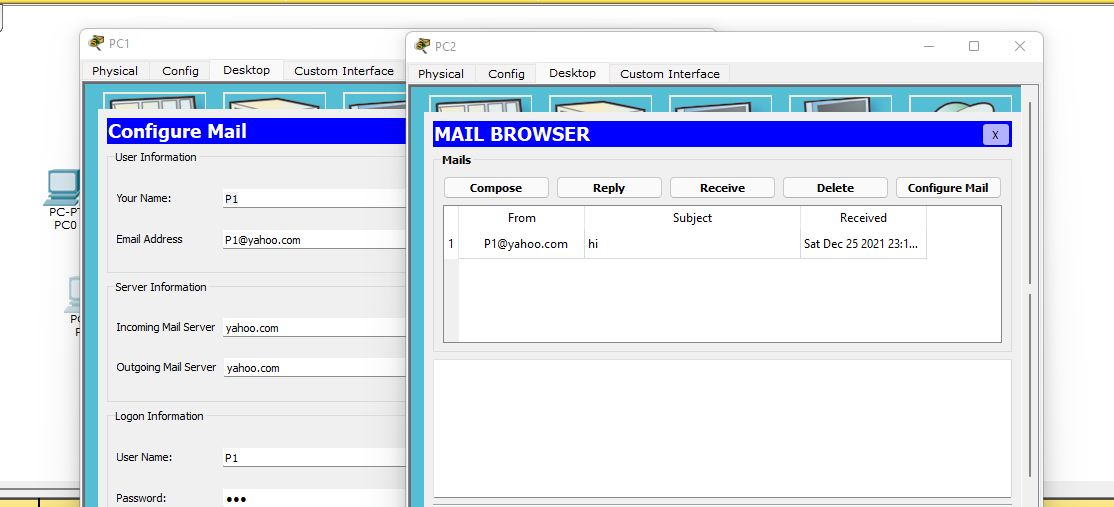 PC1
Physical Config Desktop Custom Interface
Configure Mail
User Information
Your Name: P1
Email Address P1@yahoo.com
Server Information
Incoming Mail Server yahoo.com
Outgoing Mail Server yahoo.com
Logon Information
User Name: P1
Password: •••
PC2
Physical Config Desktop Custom Interface
MAIL BROWSER X
Mails
Compose Reply Receive Delete Configure Mail
From Subject Received
1 P1@yahoo.com hi Sat Dec 25 2021 23:1...
PC-PT
PC0